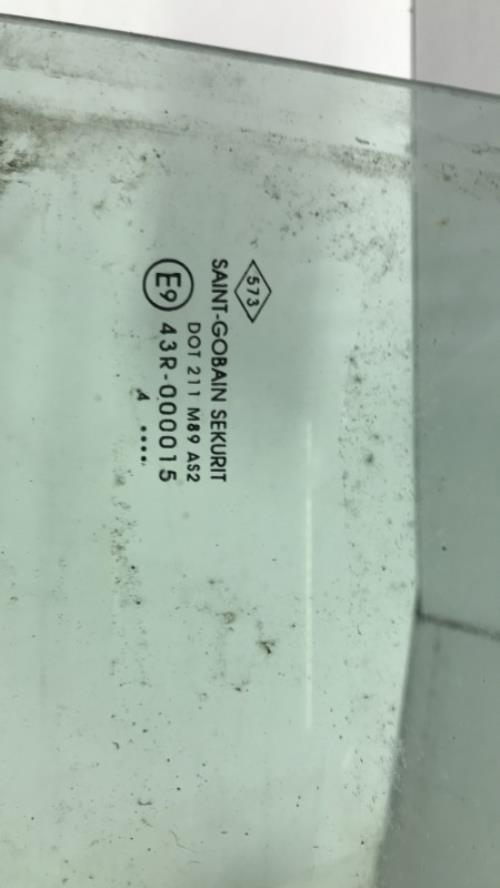 573
SAINT-GOBAIN SEKURIT
DOT 211 M89 AS2
E9 43R-000015
A ....